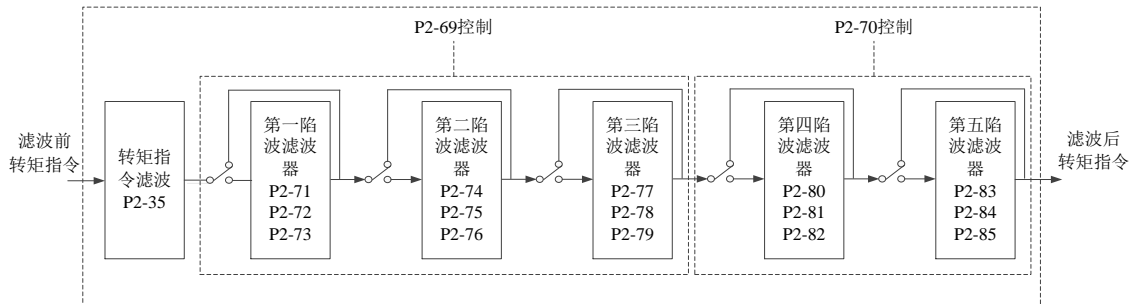 P2-69控制
P2-70控制
滤波前
转矩指令
转矩指
令滤波
P2-35
第一陷
波滤波
器
P2-71
P2-72
P2-73
第二陷
波滤波
器
P2-74
P2-75
P2-76
第三陷
波滤波
器
P2-77
P2-78
P2-79
第四陷
波滤波
器
P2-80
P2-81
P2-82
第五陷
波滤波
器
P2-83
P2-84
P2-85
滤波后
转矩指令